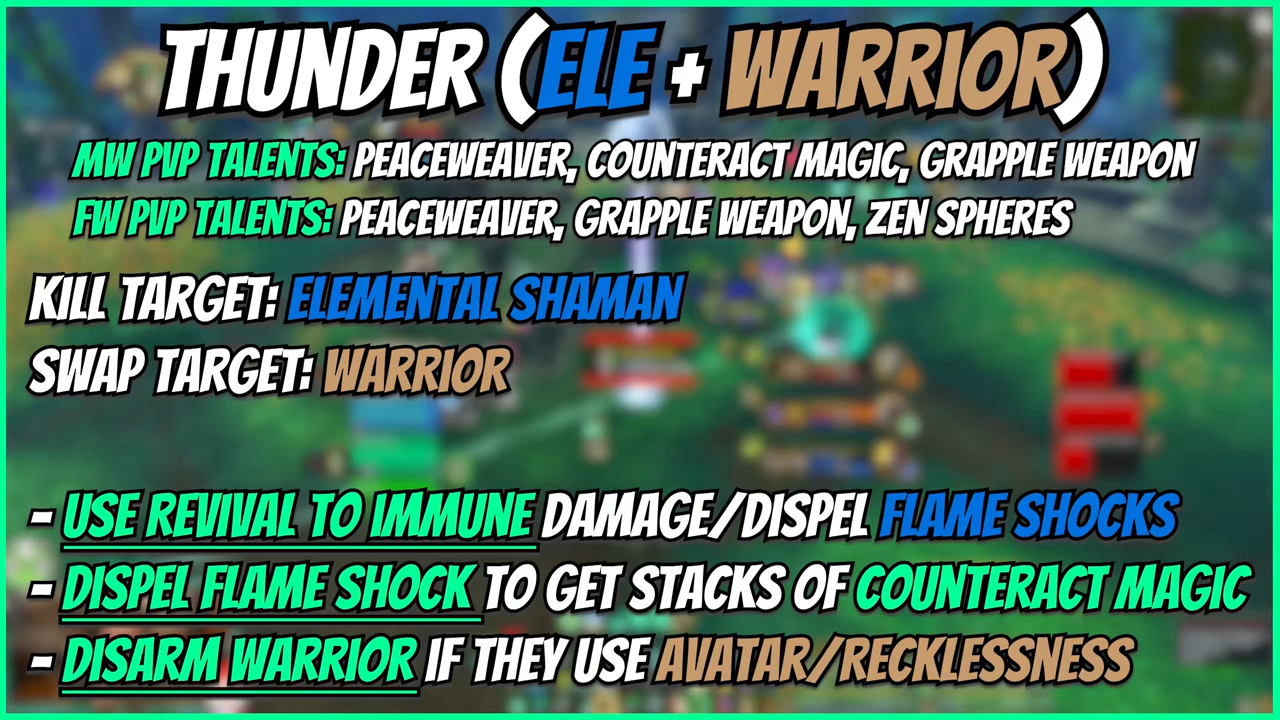 THUNDER (ELE + WARRIOR)
MW PVP TALENTS: PEACEWEAVER, COUNTERACT MAGIC, GRAPPLE WEAPON
FW PVP TALENTS: PEACEWEAVER, GRAPPLE WEAPON, ZEN SPHERES
KILL TARGET: ELEMENTAL SHAMAN
SWAP TARGET: WARRIOR
- USE REVIVAL TO IMMUNE DAMAGE/DISPEL FLAME SHOCKS
- DISPEL FLAME SHOCK TO GET STACKS OF COUNTERACT MAGIC
- DISARM WARRIOR IF THEY USE AVATAR/RECKLESSNESS